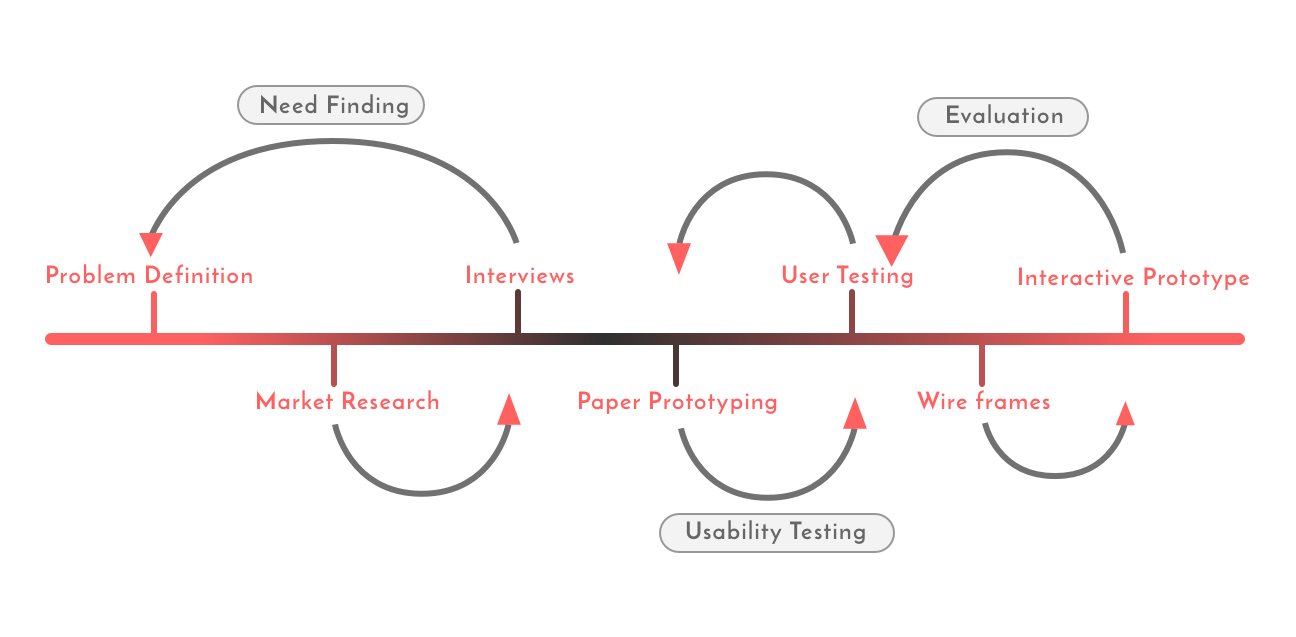 Need Finding
Evaluation
Problem Definition
Interviews
User Testing
Interactive Prototype
Market Research
Paper Prototyping
Wire frames
Usability Testing